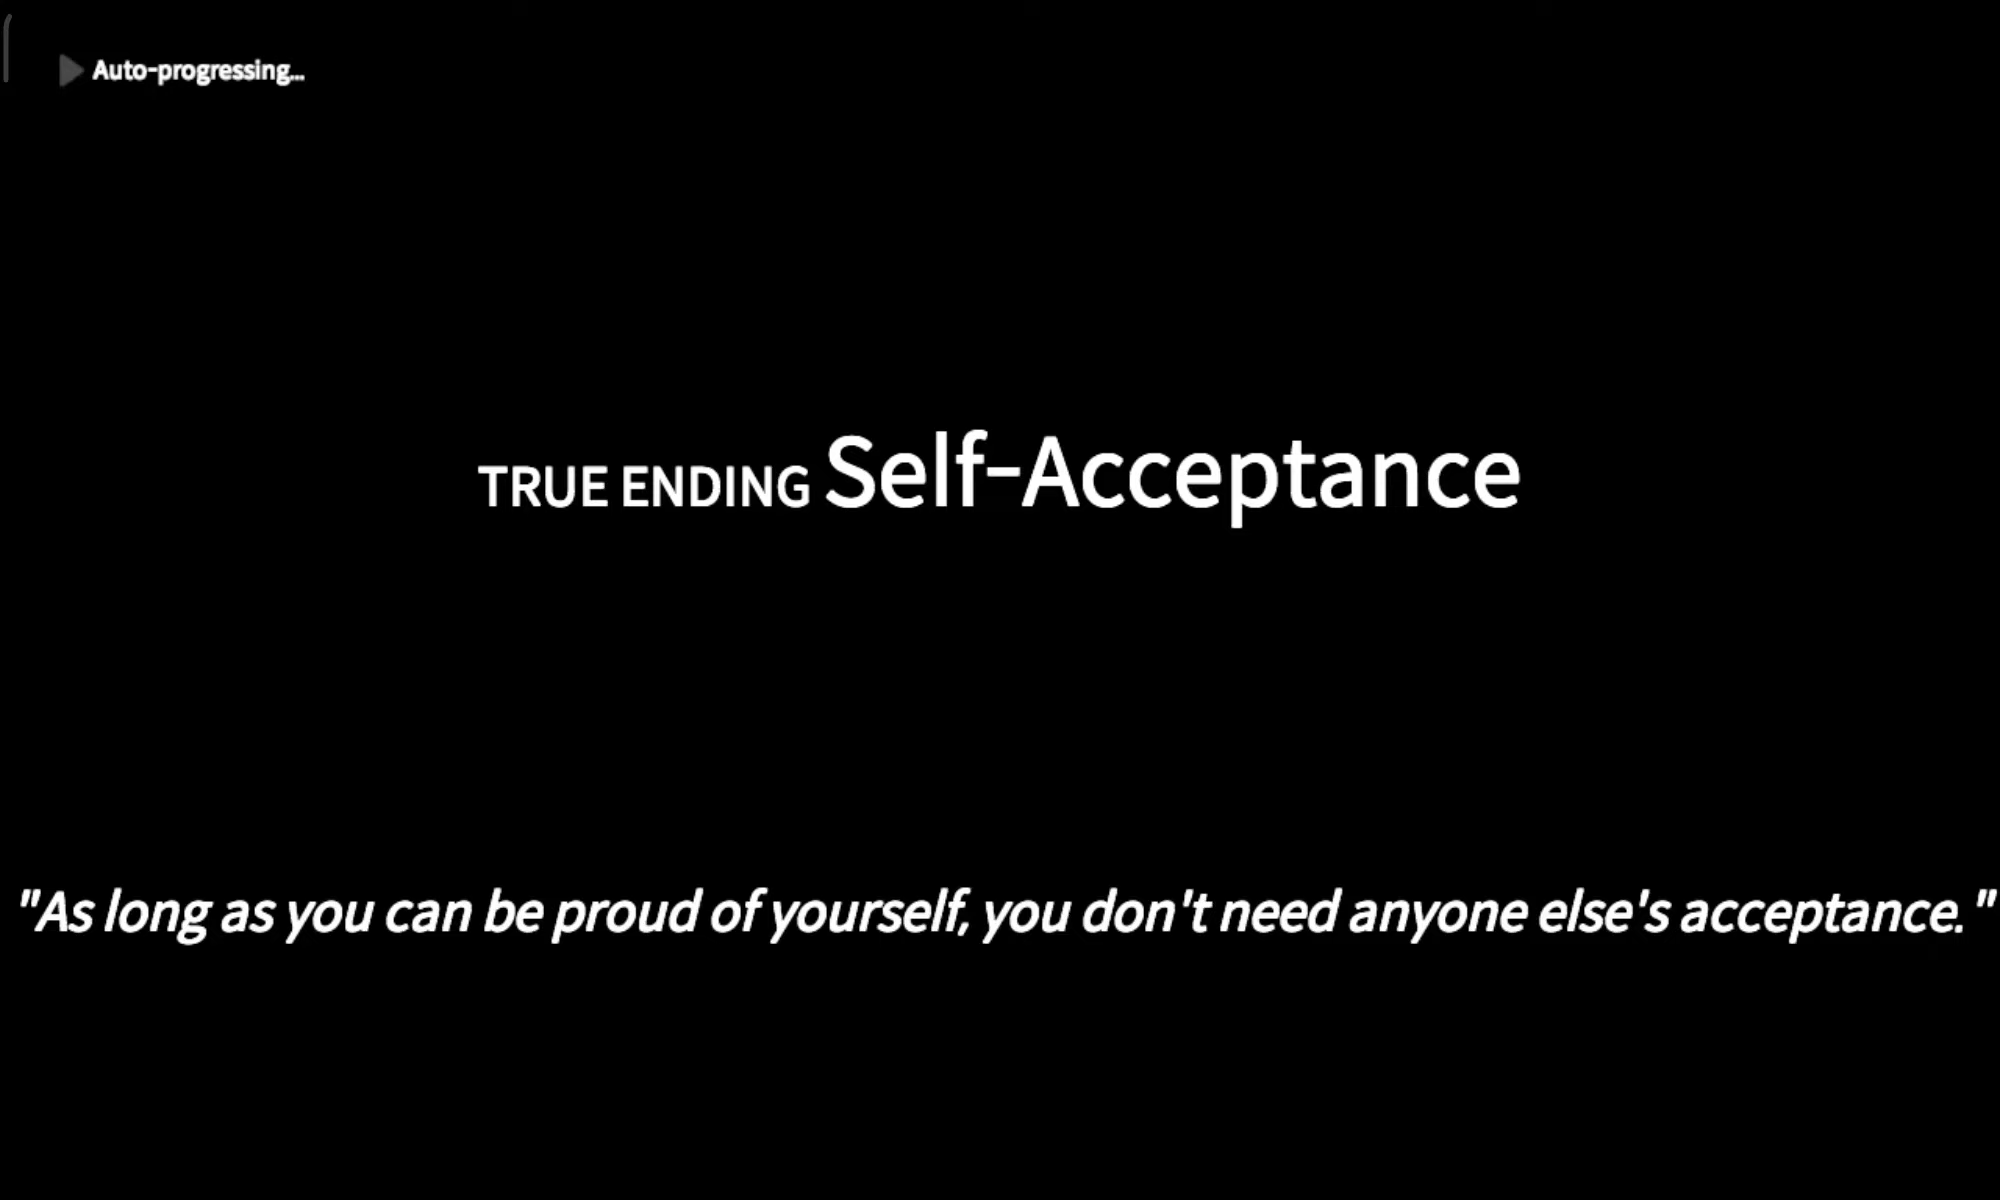 Auto-progressing...
TRUE ENDING Self-Acceptance
"As long as you can be proud of yourself, you don't need anyone else's acceptance."